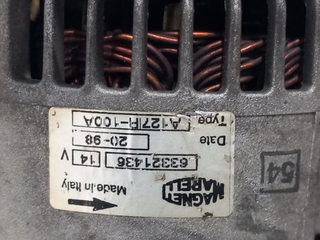 MAGNETI
MARELLI
Made in Italy
63321436 14 V
Date 20-98
Type A127IR-100A
54